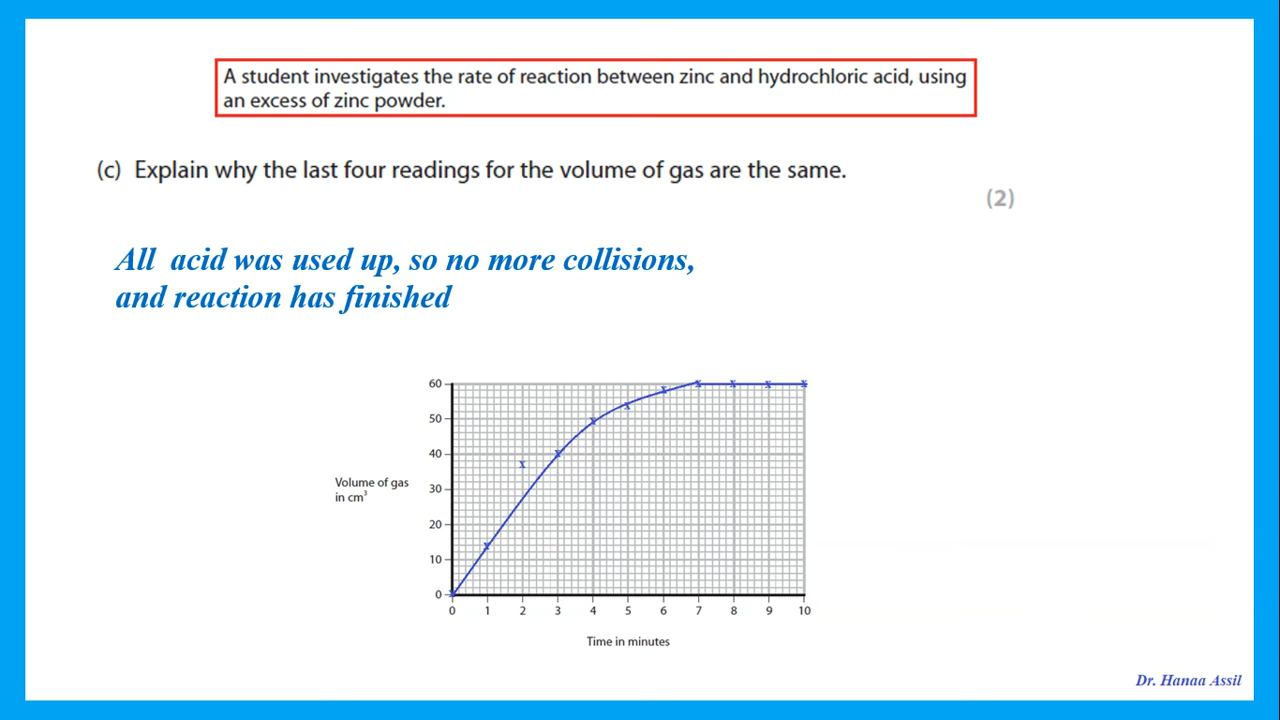 A student investigates the rate of reaction between zinc and hydrochloric acid, using
an excess of zinc powder.
(c) Explain why the last four readings for the volume of gas are the same.
(2)
All acid was used up, so no more collisions,
and reaction has finished
60
50
40
30
20
10
0
Volume of gas
in cm³
0 1 2 3 4 5 6 7 8 9 10
Time in minutes
Dr. Hanaa Assil